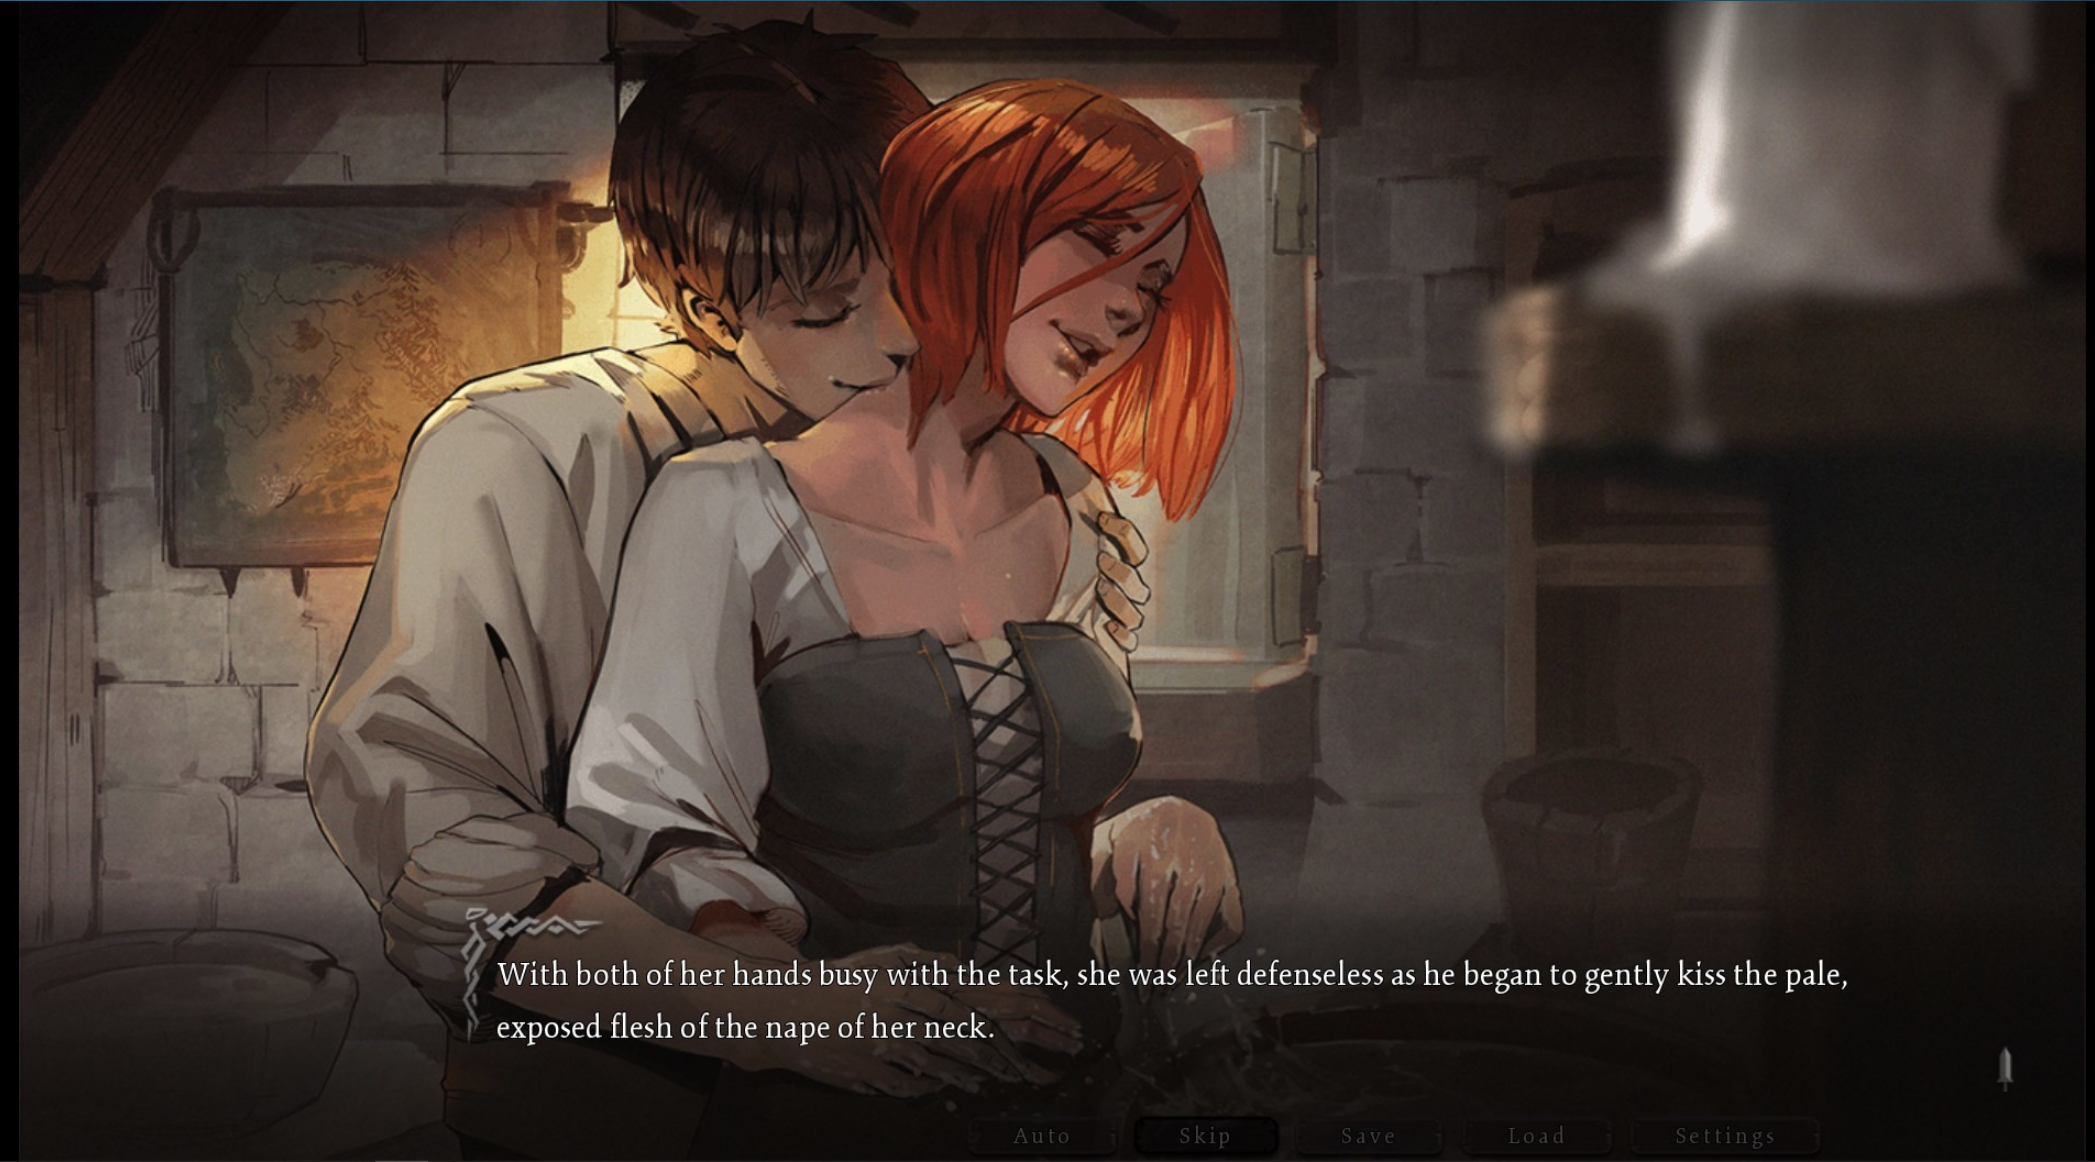 With both of her hands busy with the task, she was left defenseless as he began to gently kiss the pale,
exposed flesh of the nape of her neck.
Auto Skip Save Load Settings